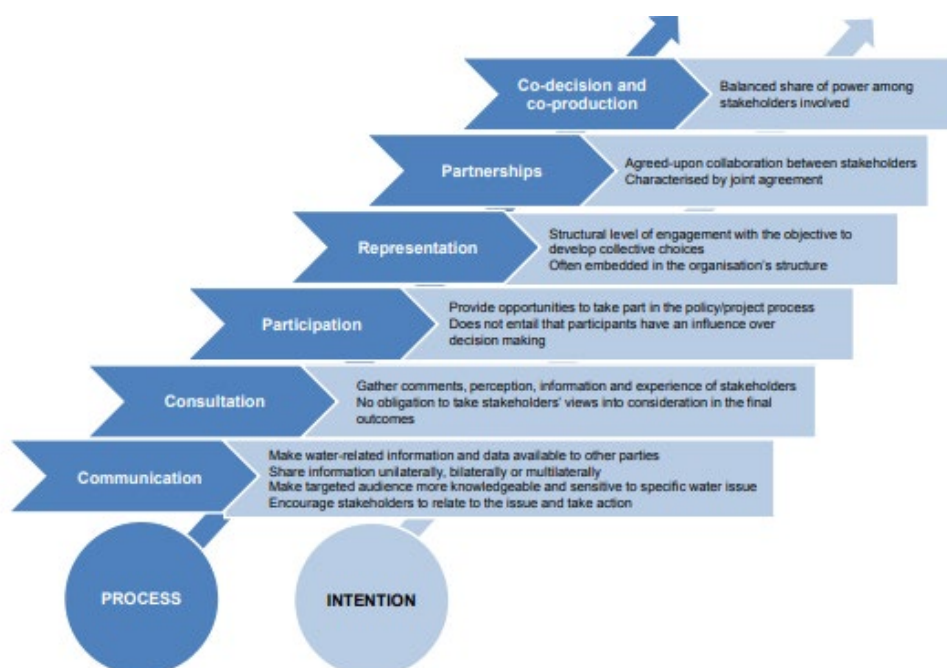 Co-decision and
co-production
Balanced share of power among
stakeholders involved
Partnerships
Agreed-upon collaboration between stakeholders
Characterised by joint agreement
Representation
Structural level of engagement with the objective to
develop collective choices
Often embedded in the organisation's structure
Participation
Provide opportunities to take part in the policy/project process
Does not entail that participants have an influence over
decision making
Consultation
Gather comments, perception, information and experience of stakeholders
No obligation to take stakeholders' views into consideration in the final
outcomes
Communication
Make water-related information and data available to other parties
Share information unilaterally, bilaterally or multilaterally
Make targeted audience more knowledgeable and sensitive to specific water issue
Encourage stakeholders to relate to the issue and take action
PROCESS
INTENTION